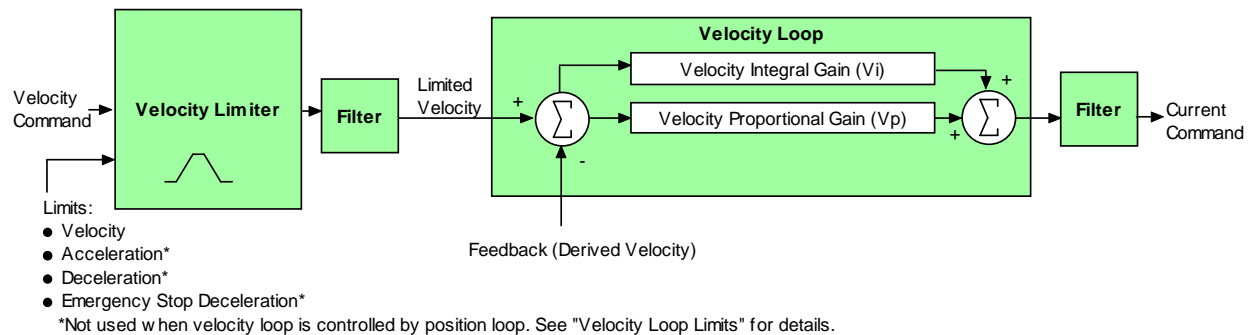 Velocity
Command
Velocity Limiter
Filter
Limited
Velocity
Velocity Loop
Velocity Integral Gain (Vi)
Velocity Proportional Gain (Vp)
+
Σ
-
+
+
Σ
Filter
Current
Command
Feedback (Derived Velocity)
Limits:
● Velocity
● Acceleration*
● Deceleration*
● Emergency Stop Deceleration*
*Not used when velocity loop is controlled by position loop. See "Velocity Loop Limits" for details.